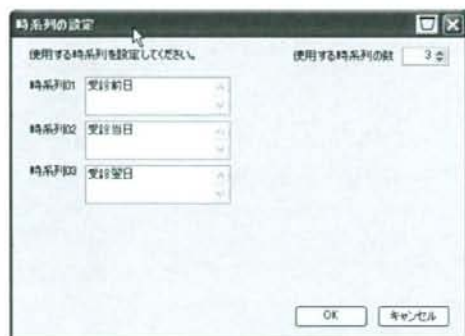 時系列の設定
使用する時系列を設定してください。 使用する時系列の数 3
時系列01 受診前日
時系列02 受診当日
時系列03 受診翌日
OK キャンセル